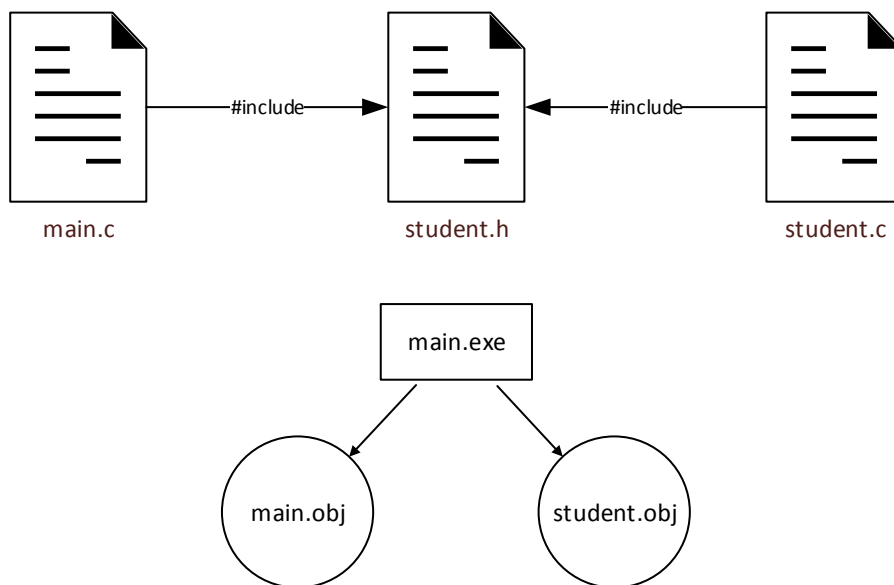 #include
#include
main.c
student.h
student.c
main.exe
main.obj
student.obj